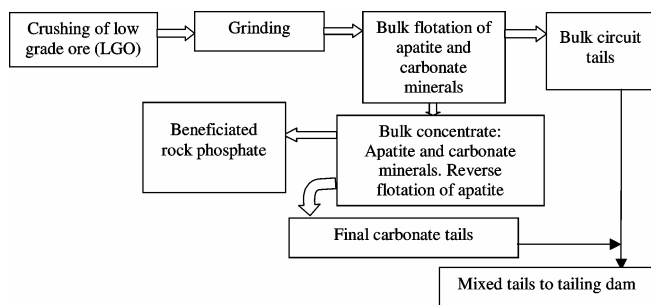 Crushing of low
grade ore (LGO)
Grinding
Bulk flotation of
apatite and
carbonate
minerals
Bulk circuit
tails
Beneficiated
rock phosphate
Bulk concentrate:
Apatite and carbonate
minerals. Reverse
flotation of apatite
Final carbonate tails
Mixed tails to tailing dam